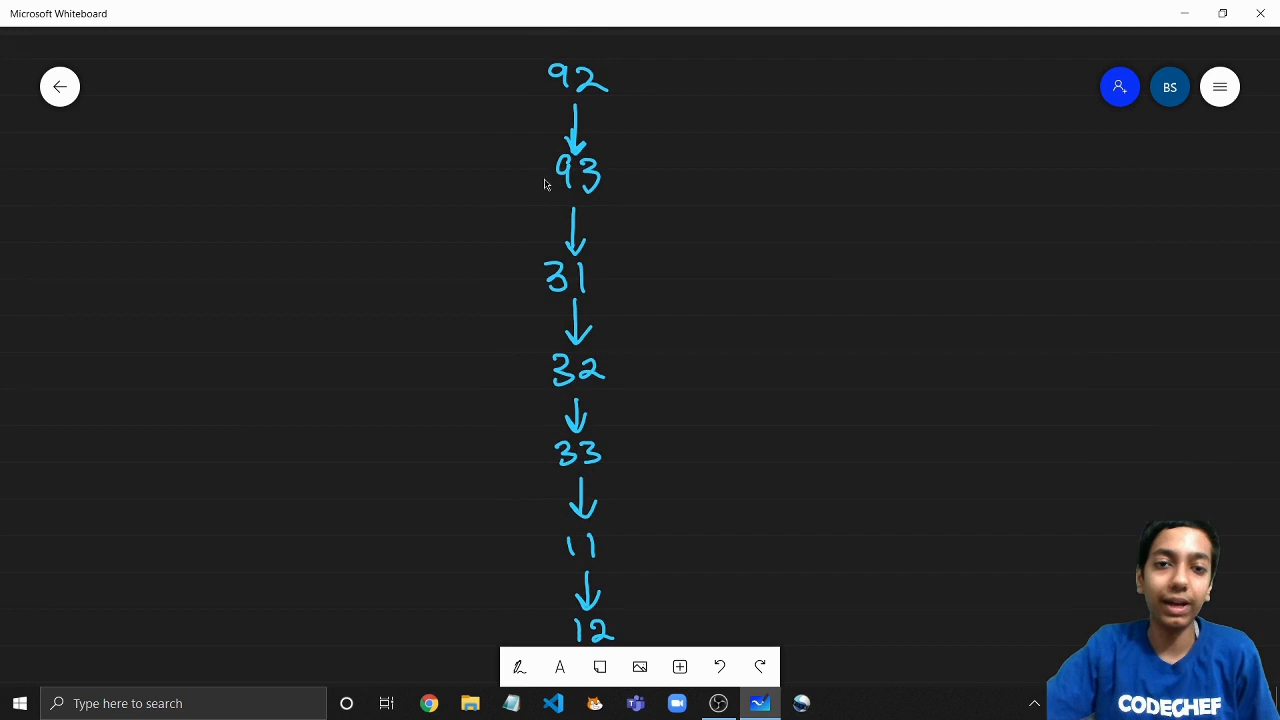 Microsoft Whiteboard
92
BS
93
31
32
33
11
12
A
Type here to search
CODECHEF